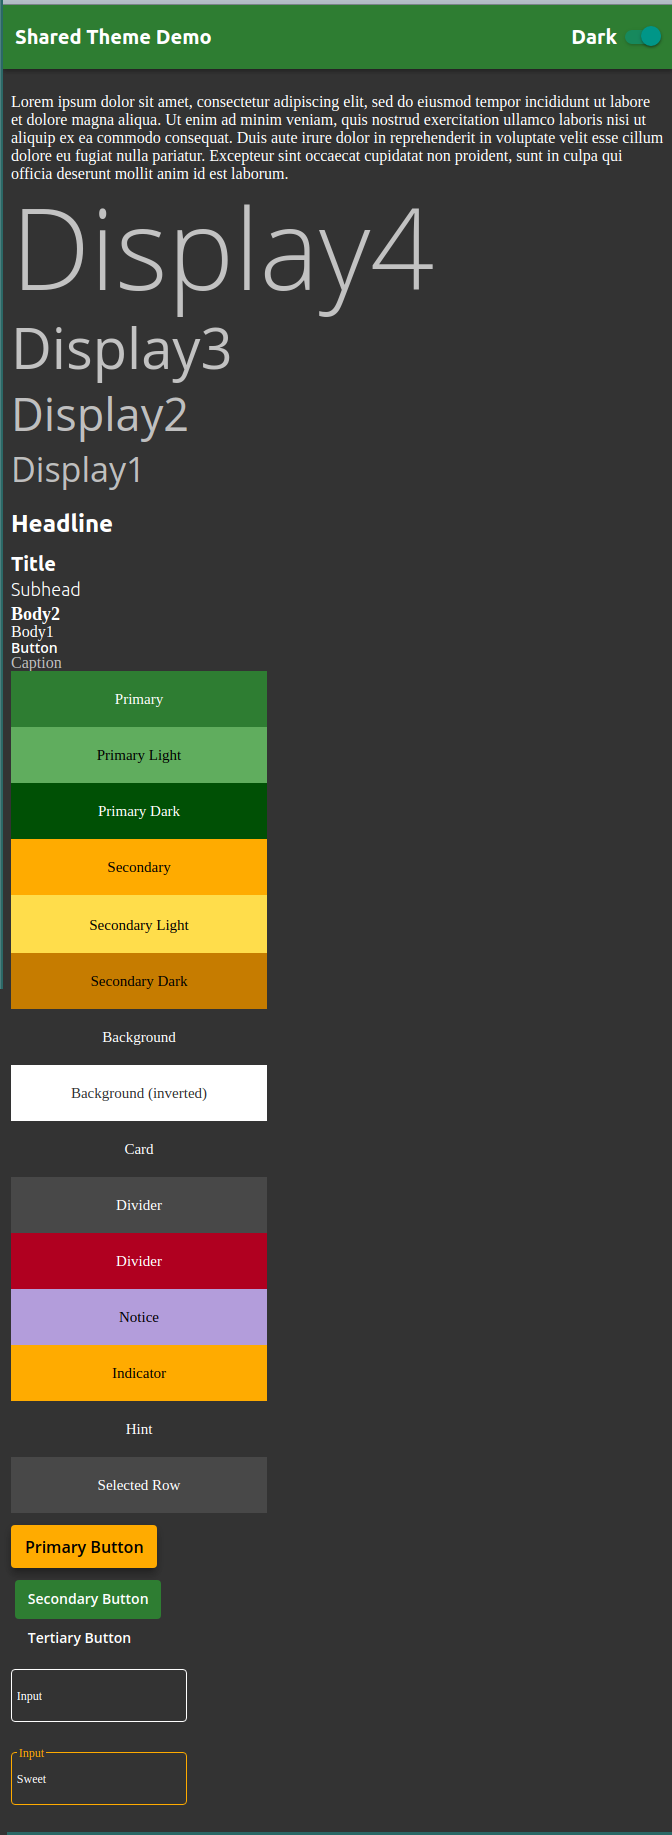 Shared Theme Demo
Dark
Lorem ipsum dolor sit amet, consectetur adipiscing elit, sed do eiusmod tempor incididunt ut labore
et dolore magna aliqua. Ut enim ad minim veniam, quis nostrud exercitation ullamco laboris nisi ut
aliquip ex ea commodo consequat. Duis aute irure dolor in reprehenderit in voluptate velit esse cillum
dolore eu fugiat nulla pariatur. Excepteur sint occaecat cupidatat non proident, sunt in culpa qui
officia deserunt mollit anim id est laborum.
Display4
Display3
Display2
Display1
Headline
Title
Subhead
Body2
Body1
Button
Caption
Primary
Primary Light
Primary Dark
Secondary
Secondary Light
Secondary Dark
Background
Background (inverted)
Card
Divider
Divider
Notice
Indicator
Hint
Selected Row
Primary Button
Secondary Button
Tertiary Button
Input
Input
Sweet